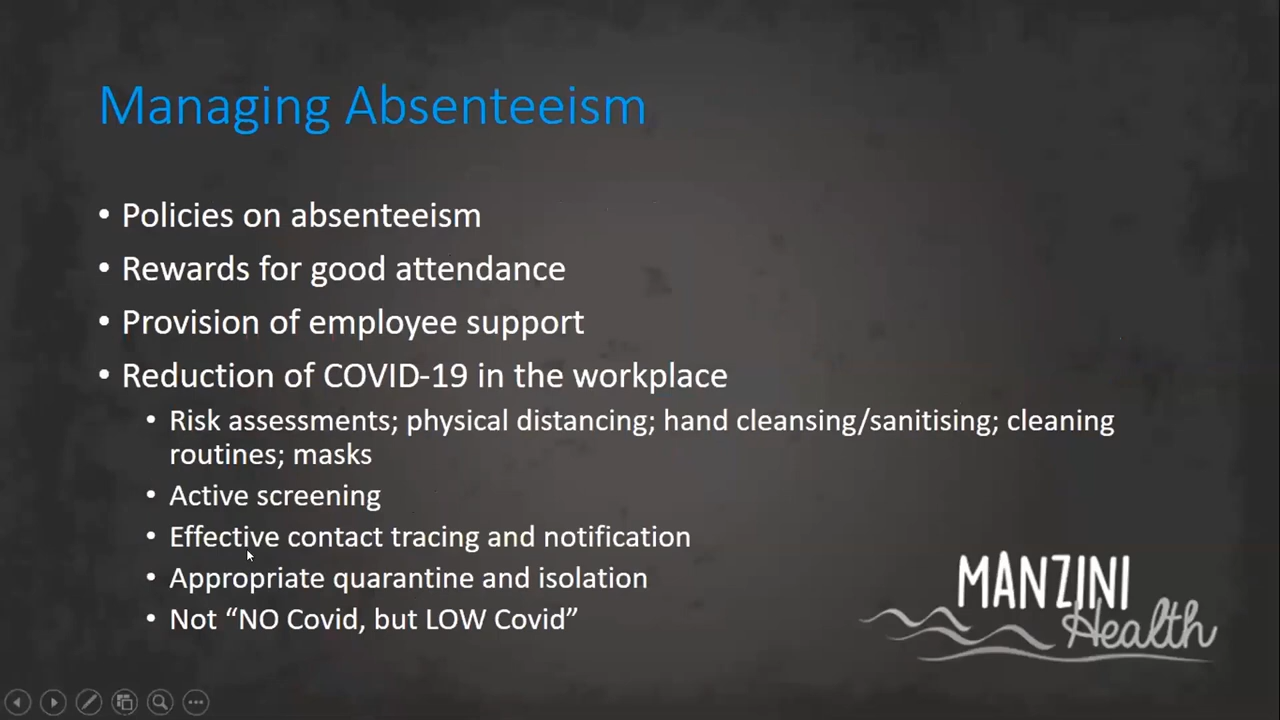 Managing Absenteeism
• Policies on absenteeism
• Rewards for good attendance
• Provision of employee support
• Reduction of COVID-19 in the workplace
• Risk assessments; physical distancing; hand cleansing/sanitising; cleaning
routines; masks
• Active screening
• Effective contact tracing and notification
• Appropriate quarantine and isolation
• Not “NO Covid, but LOW Covid”
MANZINI
Health